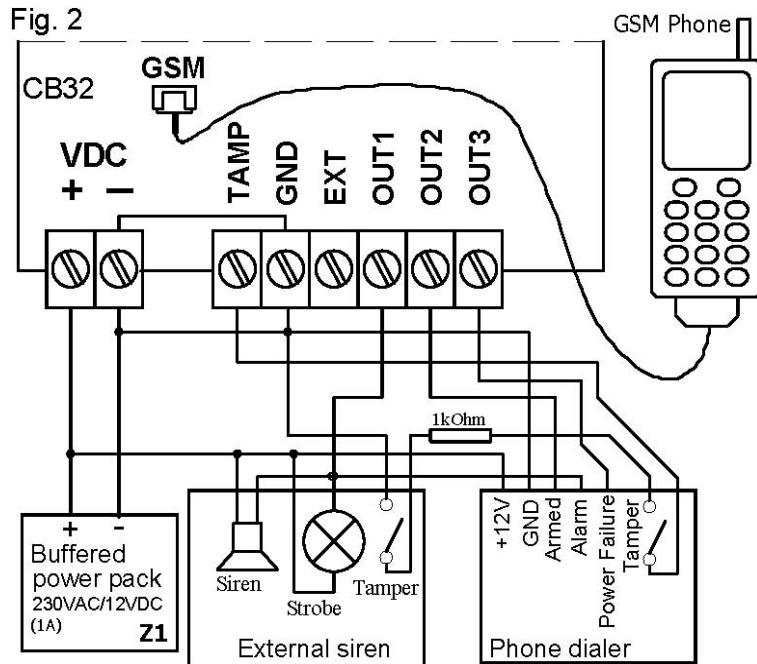 Fig. 2
GSM Phone
GSM
CB32
VDC
+ −
TAMP
GND
EXT
OUT1
OUT2
OUT3
1kOhm
+ -
Buffered
power pack
230VAC/12VDC
(1A)
Z1
Siren
Strobe
Tamper
External siren
+12V
GND
Armed
Alarm
Power Failure
Tamper
Phone dialer